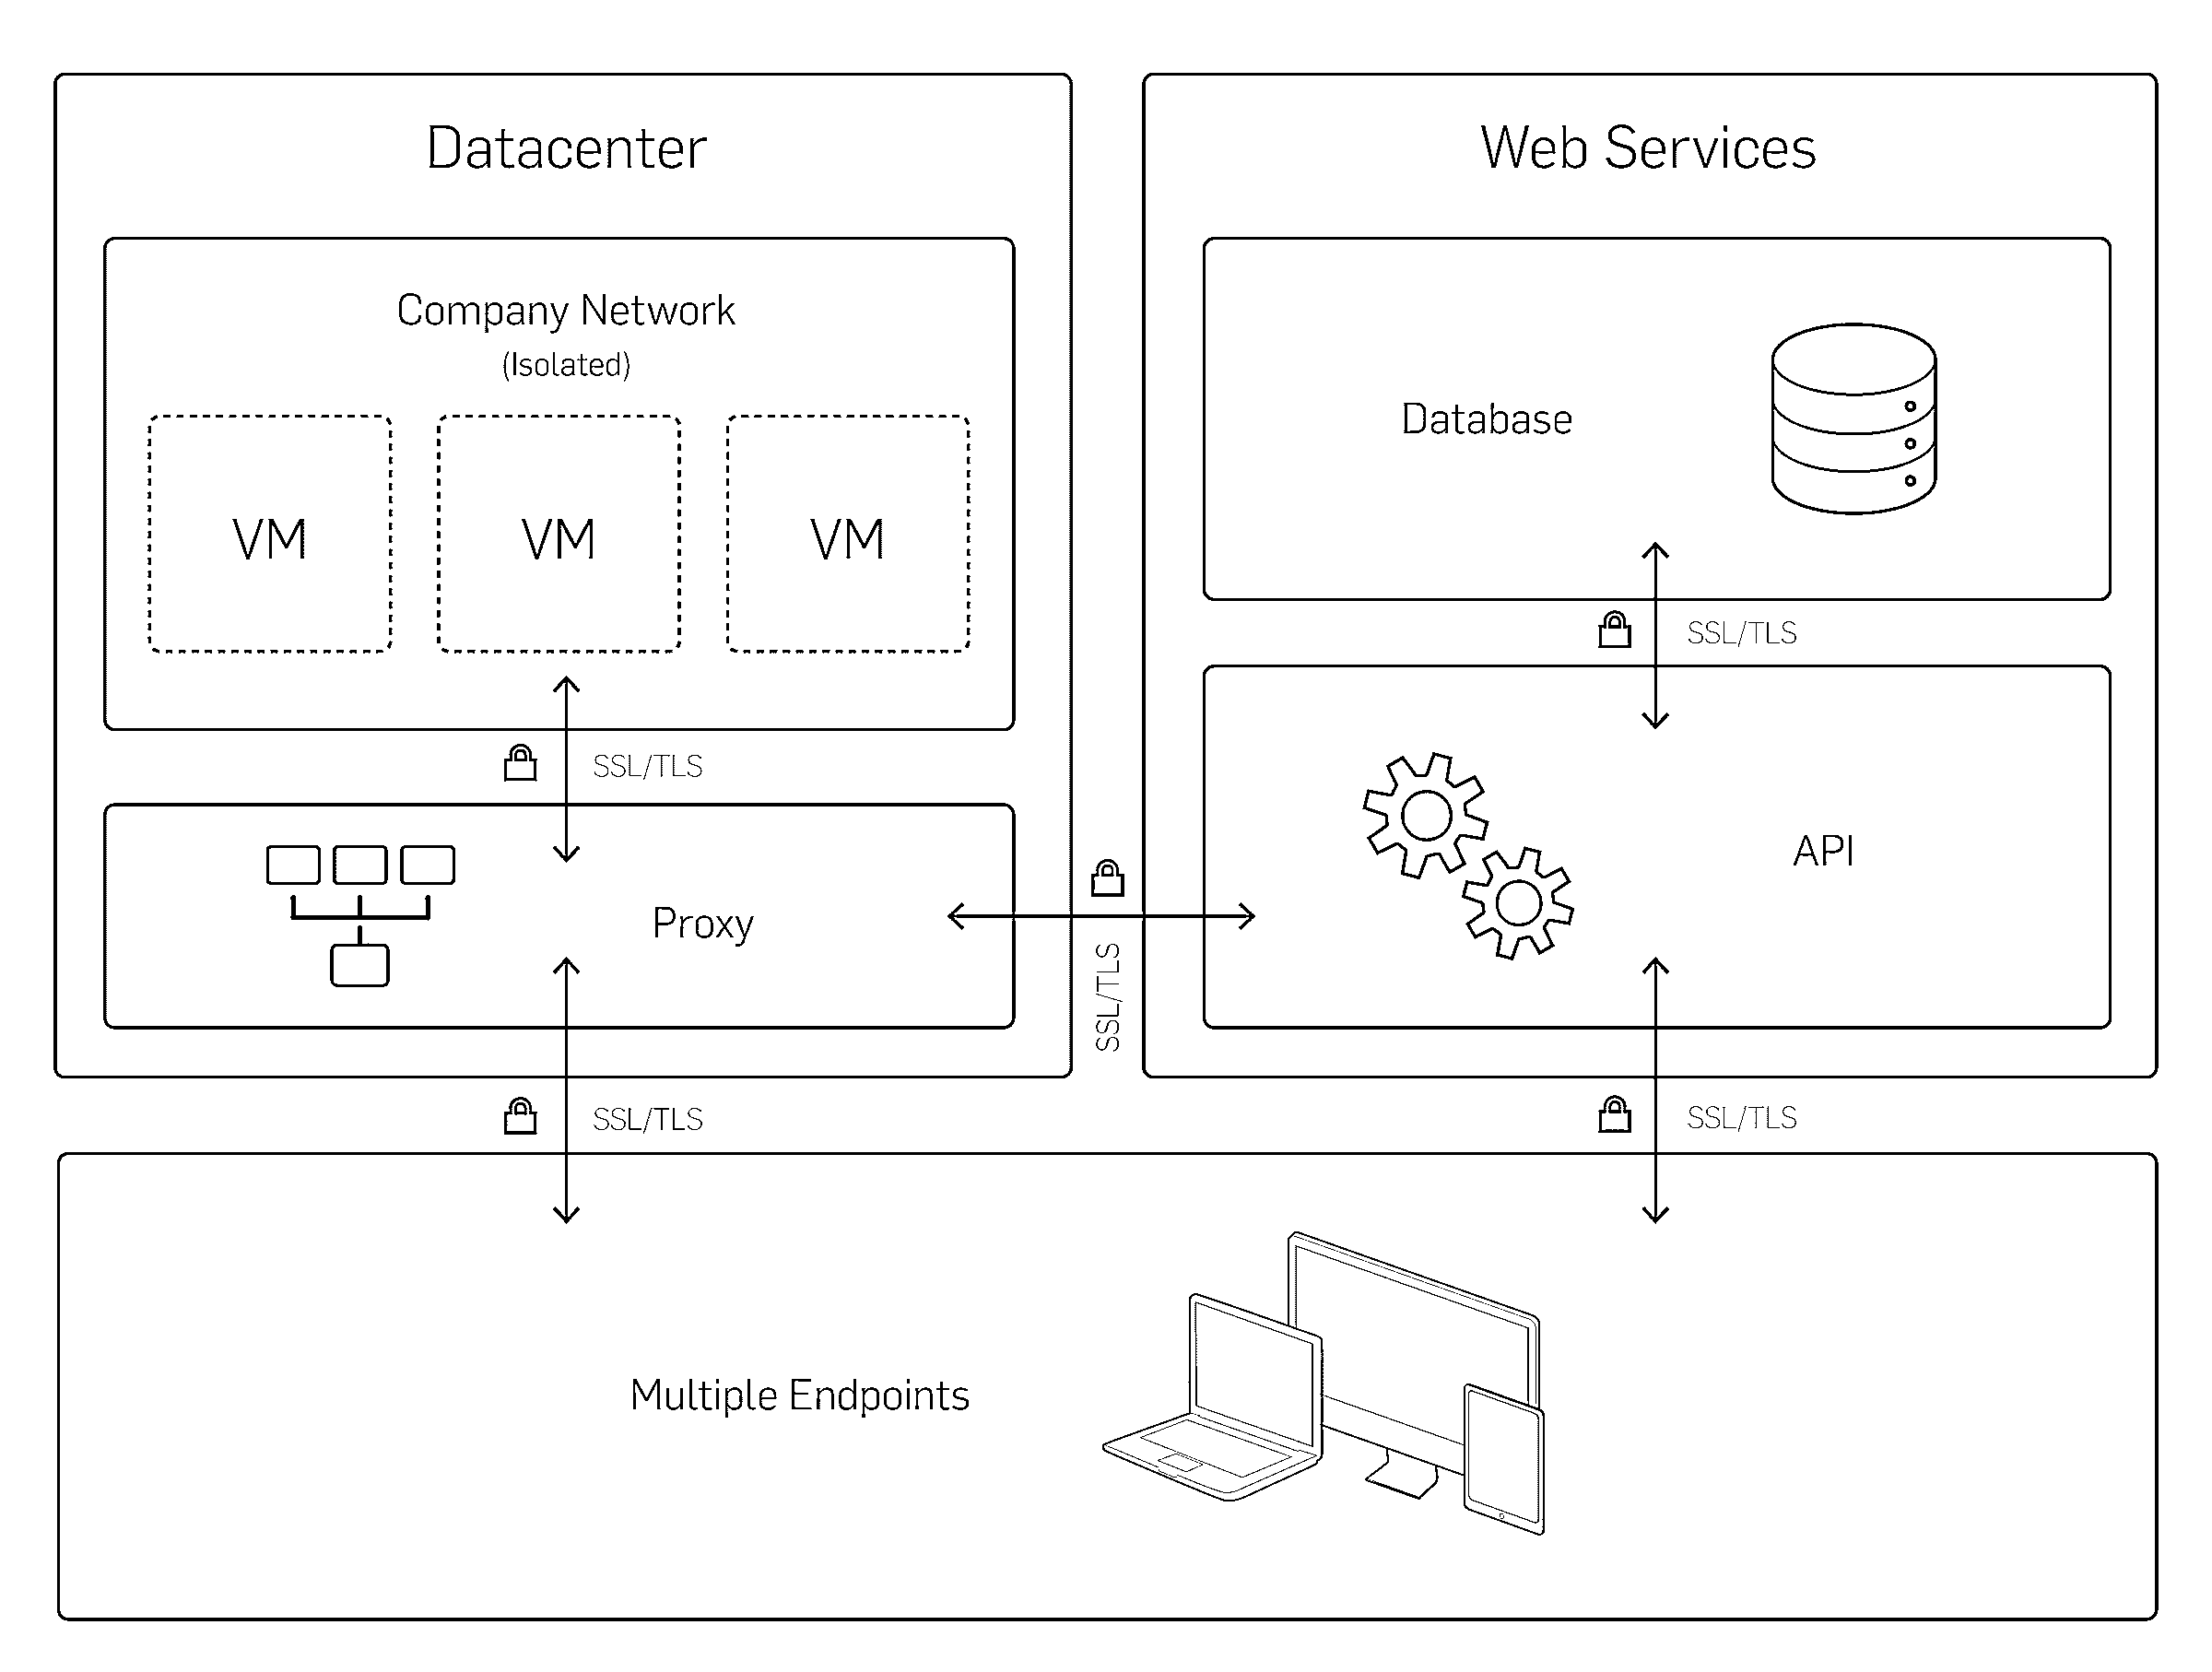 Datacenter
Company Network
(Isolated)
VM
VM
VM
SSL/TLS
Proxy
SSL/TLS
Web Services
Database
SSL/TLS
API
SSL/TLS
SSL/TLS
Multiple Endpoints